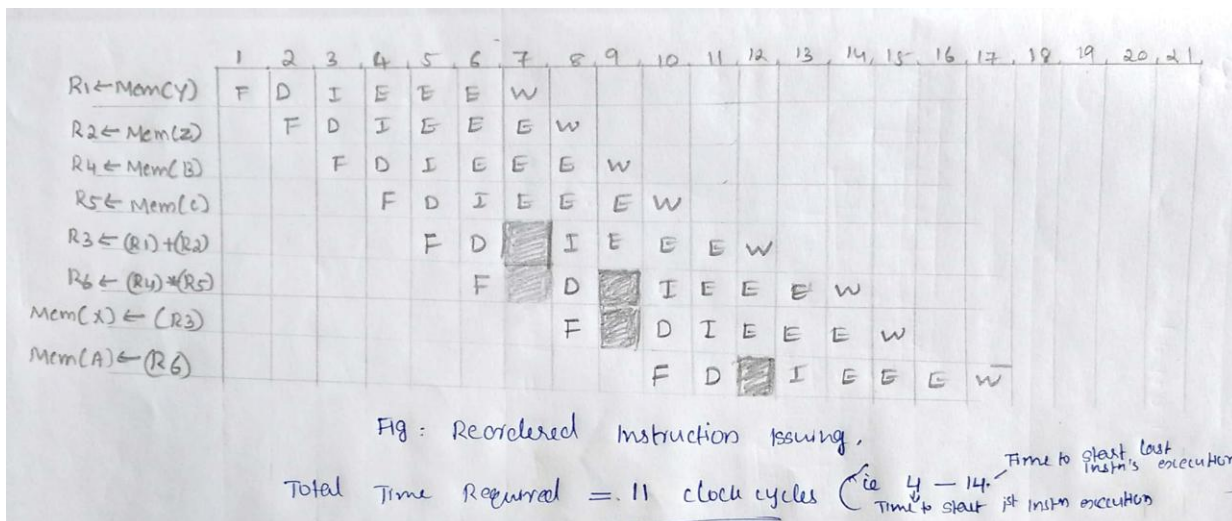 1 2 3 4 5 6 7 8 9 10 11 12 13 14 15 16 17 18 19 20 21
R1←Mem(Y) F D I E E E W
R2←Mem(Z) F D I E E E W
R4←Mem(B) F D I E E E W
R5←Mem(C) F D I E E E W
R3←(R1)+(R2) F D I E E E W
R6←(R4)*(R5) F D I E E E W
Mem(X)←(R3) F D I E E E W
Mem(A)←(R6) F D I E E E W
Fig: Reordered Instruction Issuing.
Total Time Required = 11 clock cycles (ie 4 – 14.
Time to start last instn's execution
Time to start 1st instn execution